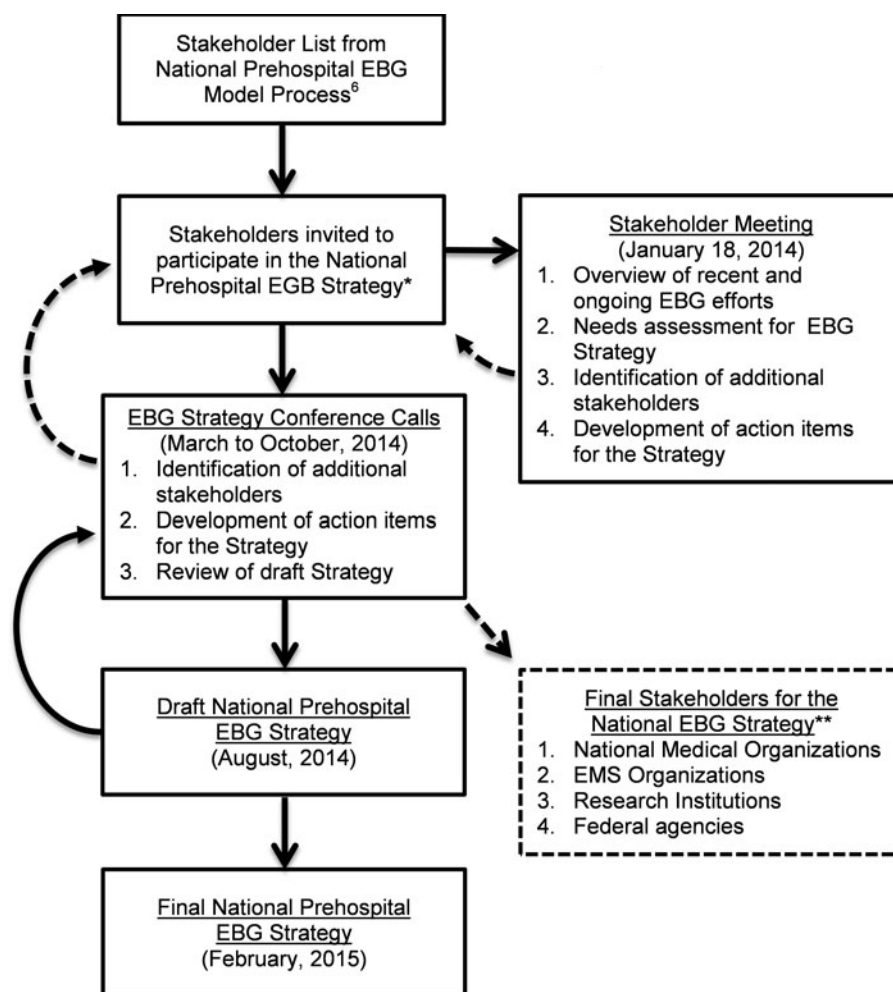 Stakeholder List from
National Prehospital EBG
Model Process6
Stakeholders invited to
participate in the National
Prehospital EGB Strategy*
Stakeholder Meeting
(January 18, 2014)
1. Overview of recent and
ongoing EBG efforts
2. Needs assessment for EBG
Strategy
3. Identification of additional
stakeholders
4. Development of action items
for the Strategy
EBG Strategy Conference Calls
(March to October, 2014)
1. Identification of additional
stakeholders
2. Development of action items
for the Strategy
3. Review of draft Strategy
Draft National Prehospital
EBG Strategy
(August, 2014)
Final Stakeholders for the
National EBG Strategy**
1. National Medical Organizations
2. EMS Organizations
3. Research Institutions
4. Federal agencies
Final National Prehospital
EBG Strategy
(February, 2015)